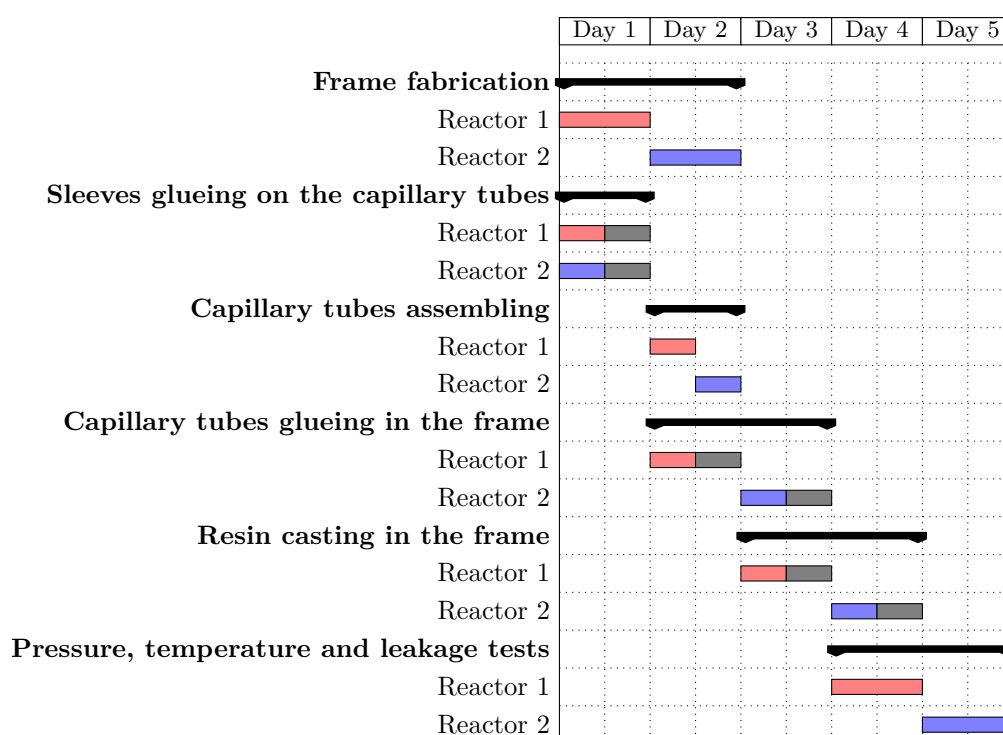 Day 1 Day 2 Day 3 Day 4 Day 5
Frame fabrication
Reactor 1
Reactor 2
Sleeves glueing on the capillary tubes
Reactor 1
Reactor 2
Capillary tubes assembling
Reactor 1
Reactor 2
Capillary tubes glueing in the frame
Reactor 1
Reactor 2
Resin casting in the frame
Reactor 1
Reactor 2
Pressure, temperature and leakage tests
Reactor 1
Reactor 2